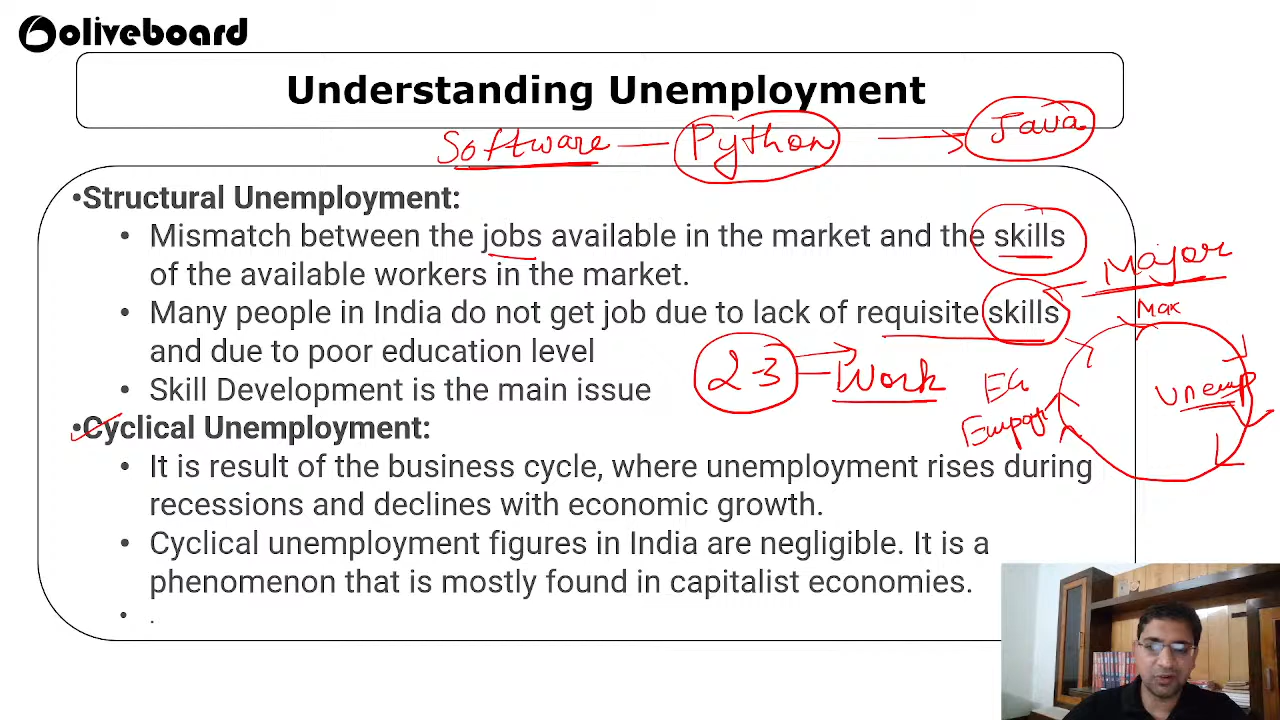 oliveboard
Understanding Unemployment
Software — Python → Java
•Structural Unemployment:
• Mismatch between the jobs available in the market and the skills
of the available workers in the market.
Major
• Many people in India do not get job due to lack of requisite skills
Max
and due to poor education level
2-3 Work
EG
Unemp
• Skill Development is the main issue
•Cyclical Unemployment:
• It is result of the business cycle, where unemployment rises during
recessions and declines with economic growth.
• Cyclical unemployment figures in India are negligible. It is a
phenomenon that is mostly found in capitalist economies.
• .